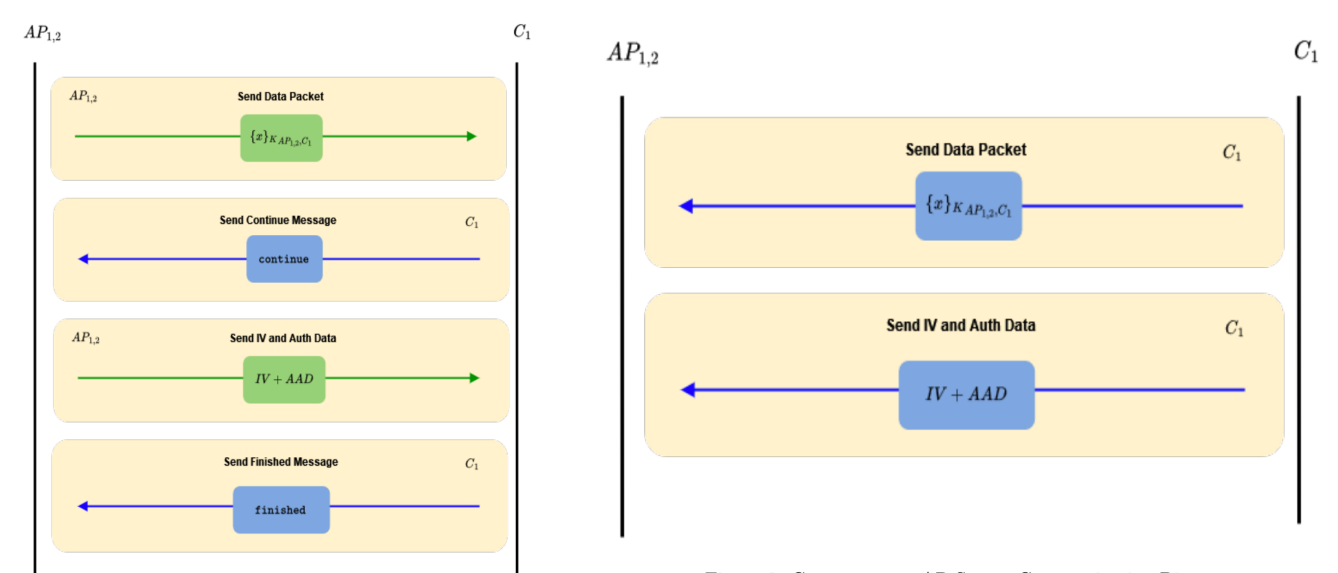 AP₁,₂ C₁
AP₁,₂ Send Data Packet
{x}K AP₁,₂,C₁
Send Continue Message C₁
continue
AP₁,₂ Send IV and Auth Data
IV + AAD
Send Finished Message C₁
finished
AP₁,₂ C₁
Send Data Packet C₁
{x}K AP₁,₂,C₁
Send IV and Auth Data C₁
IV + AAD